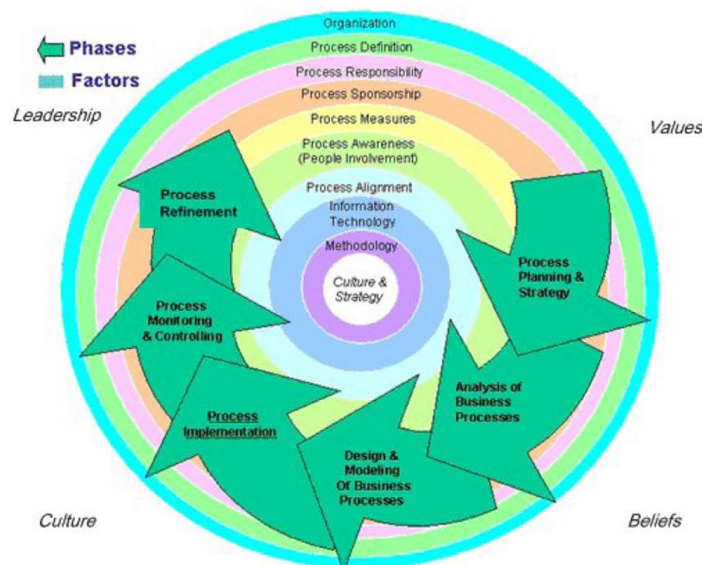 Organization
Process Definition
Phases
Factors
Process Responsibility
Process Sponsorship
Leadership
Process Measures
Values
Process Awareness
(People Involvement)
Process Alignment
Information
Technology
Methodology
Culture &
Strategy
Process
Planning &
Strategy
Analysis of
Business
Processes
Design &
Modeling
Of Business
Processes
Process
Implementation
Process
Monitoring
& Controlling
Process
Refinement
Culture
Beliefs